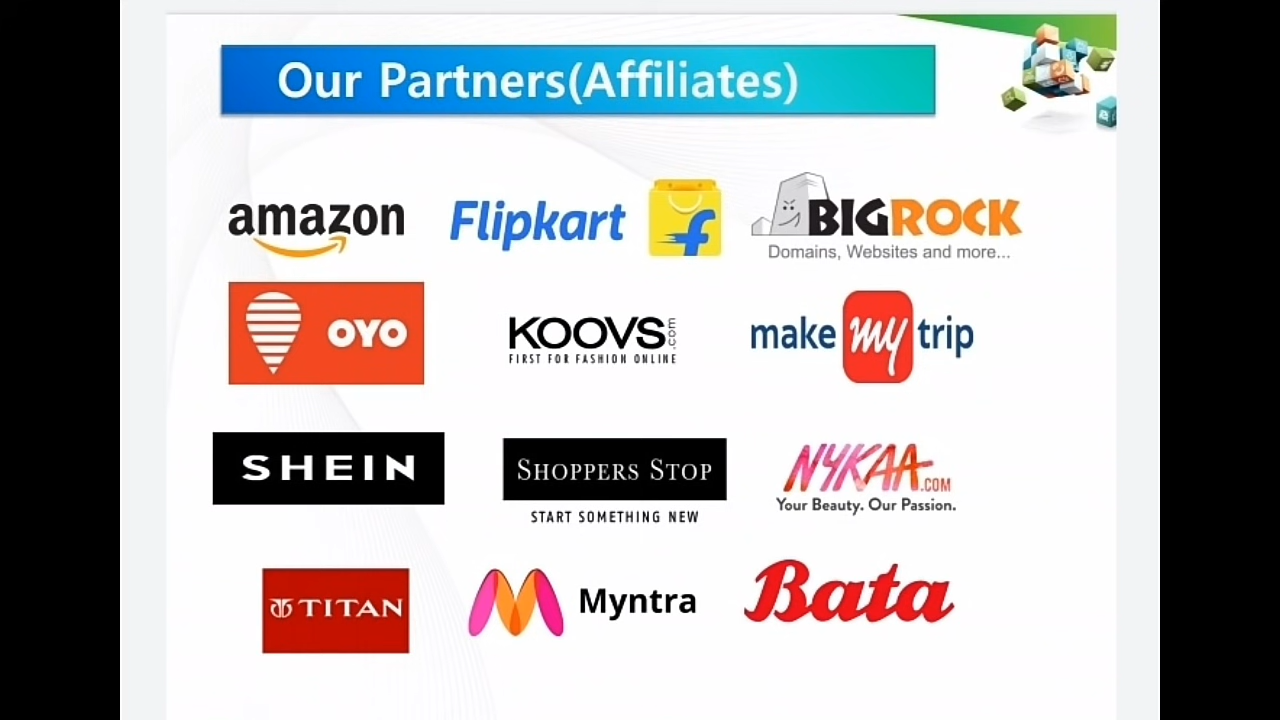 Our Partners(Affiliates)
amazon
Flipkart
f
BIGROCK
Domains, Websites and more...
OYO
KOOVS.com
FIRST FOR FASHION ONLINE
make my trip
SHEIN
SHOPPERS STOP
START SOMETHING NEW
NYKAA.COM
Your Beauty. Our Passion.
TITAN
Myntra
Bata